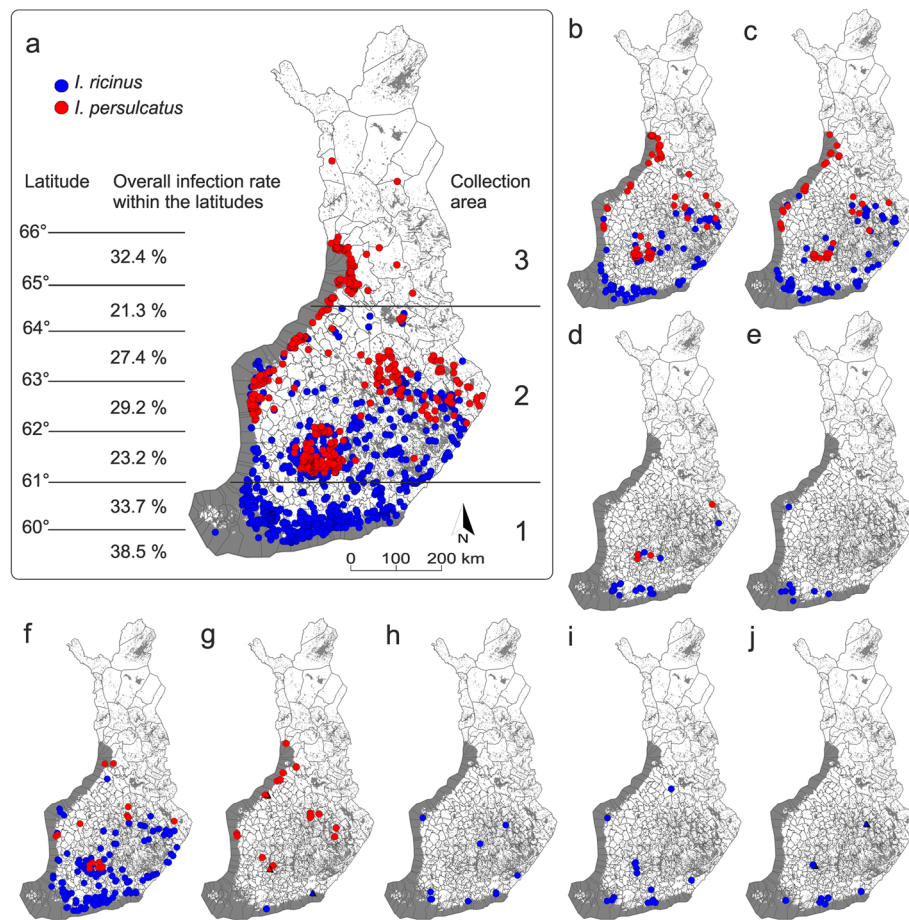 a
I. ricinus
I. persulcatus
Latitude
Overall infection rate
within the latitudes
Collection
area
66°
32.4 %
3
65°
21.3 %
64°
27.4 %
63°
2
29.2 %
62°
23.2 %
61°
33.7 %
60°
1
38.5 %
N
0 100 200 km
b
c
d
e
f
g
h
i
j